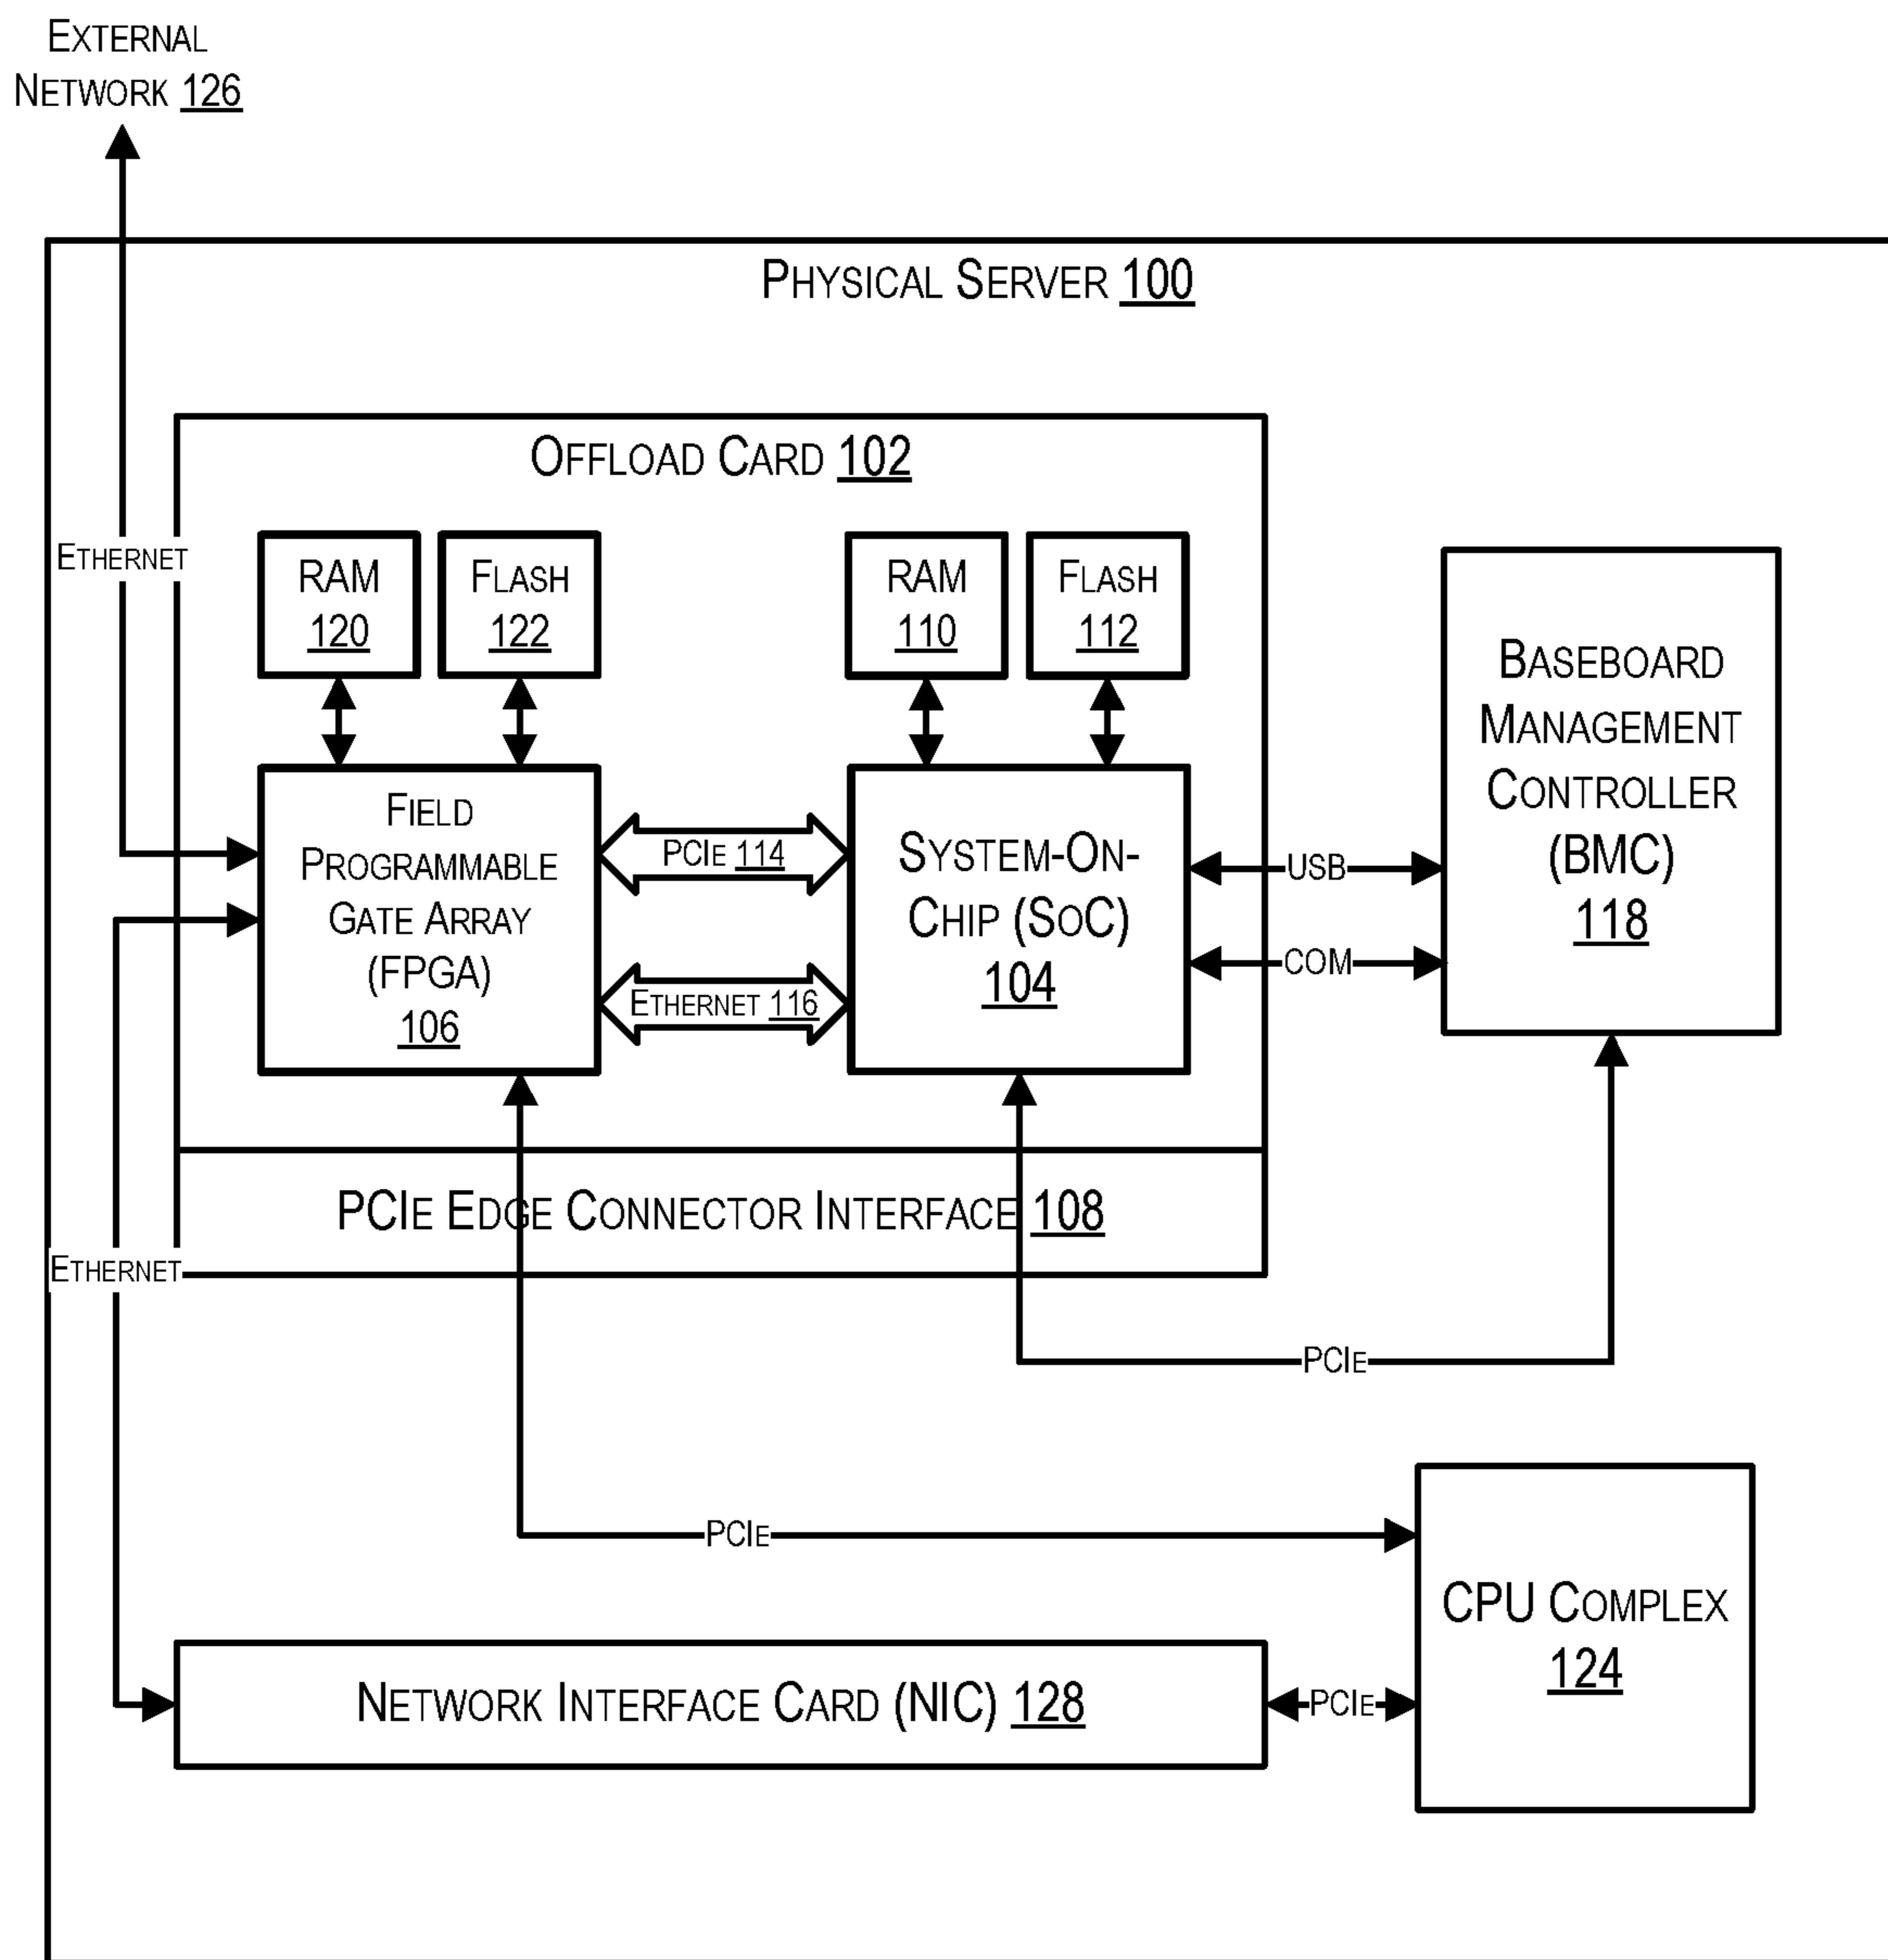 External
Network 126
Physical Server 100
Offload Card 102
Ethernet
RAM
120
Flash
122
RAM
110
Flash
112
Baseboard
Management
Controller
(BMC)
118
Field
Programmable
Gate Array
(FPGA)
106
PCIe 114
Ethernet 116
System-On-
Chip (SoC)
104
USB
COM
PCIe Edge Connector Interface 108
Ethernet
PCIe
PCIe
CPU Complex
124
Network Interface Card (NIC) 128
PCIe